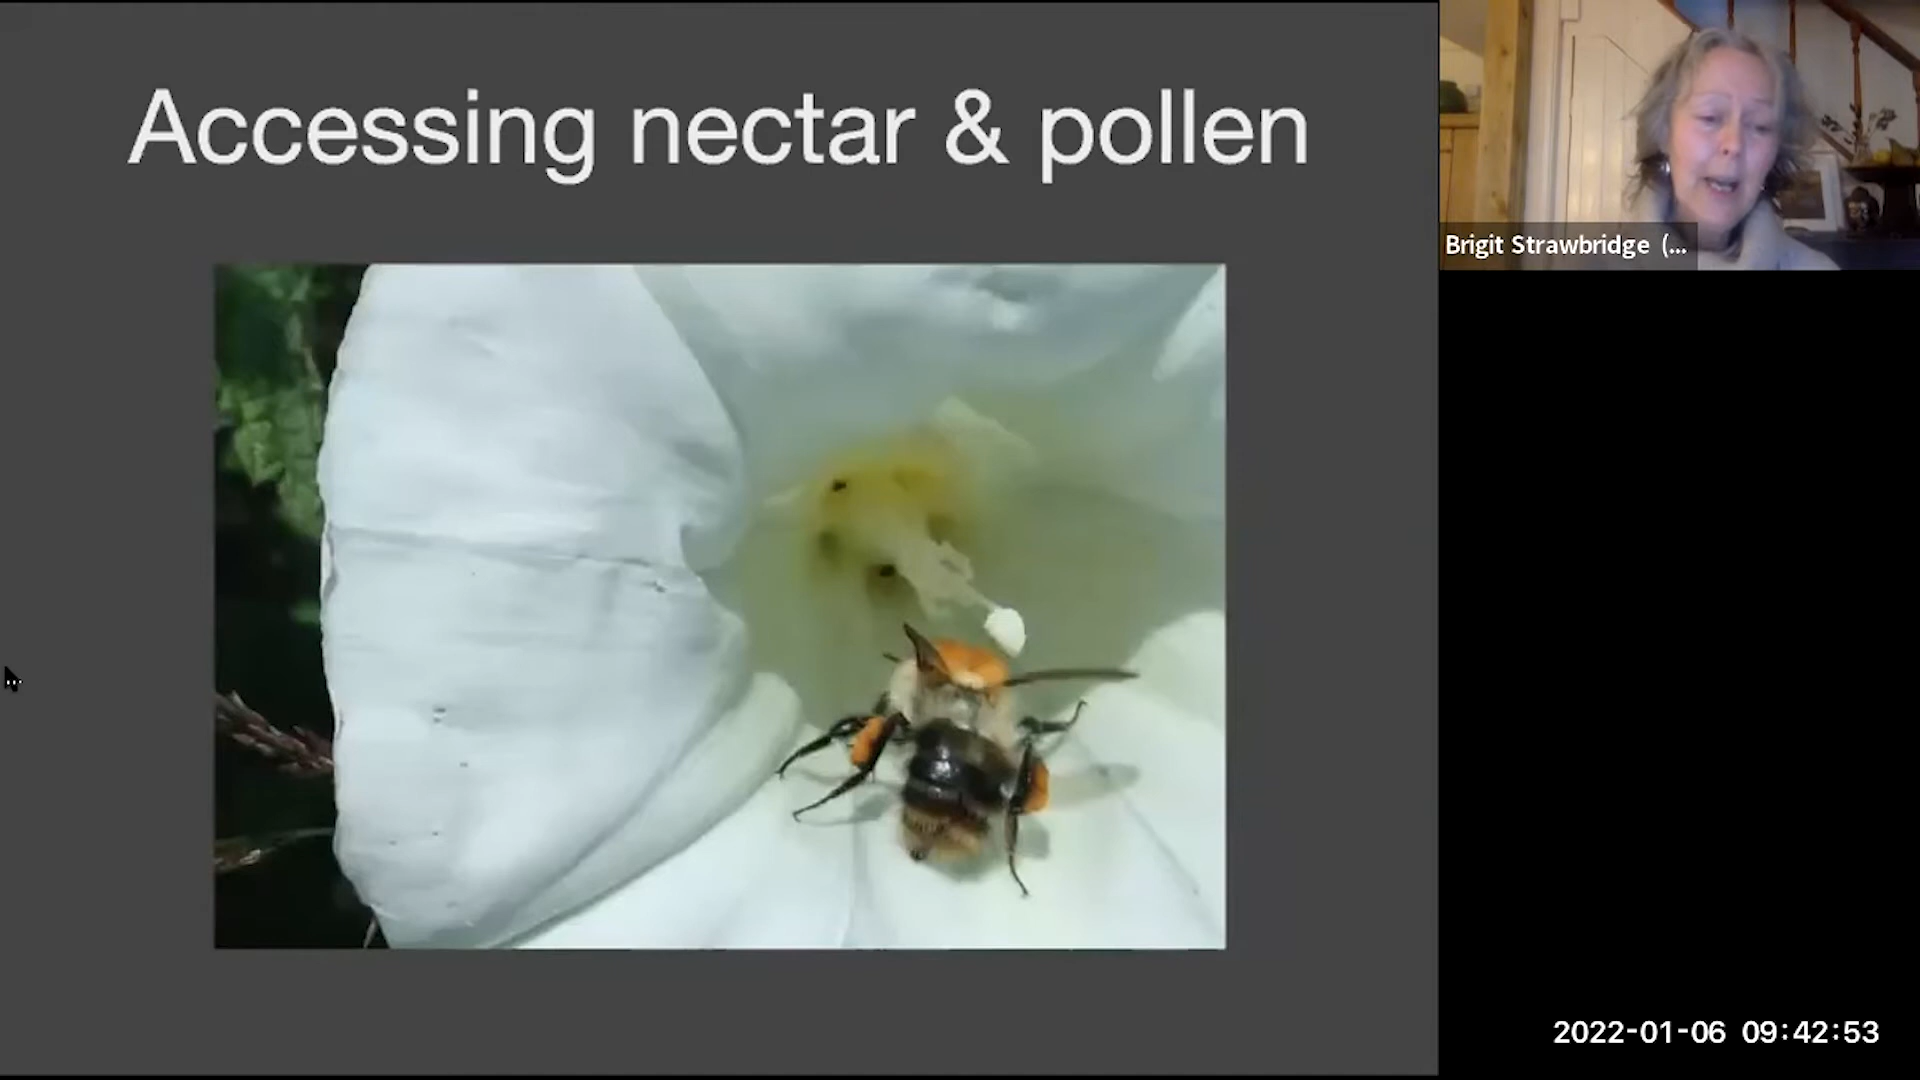 Accessing nectar & pollen
Brigit Strawbridge (...
2022-01-06 09:42:53